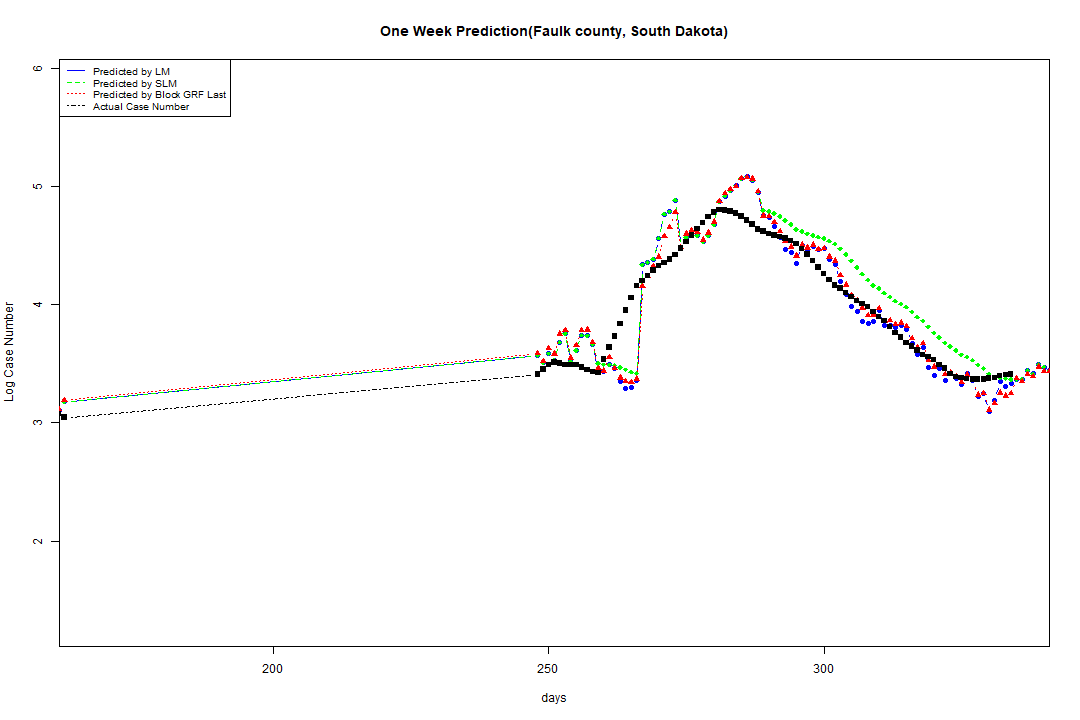 One Week Prediction(Faulk county, South Dakota)
Predicted by LM
Predicted by SLM
Predicted by Block GRF Last
Actual Case Number
6
5
4
3
2
Log Case Number
200
250
300
days